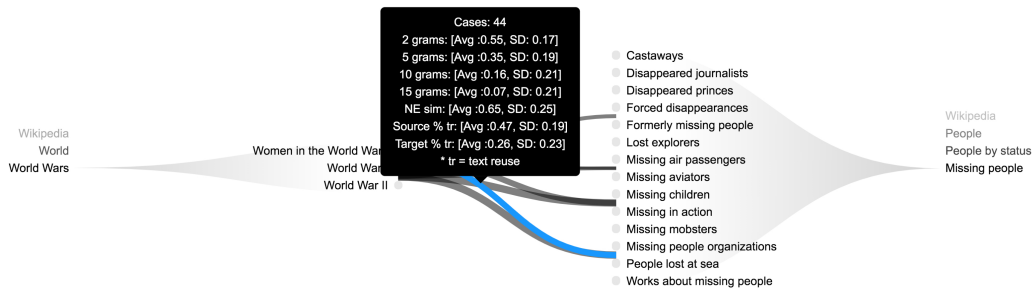 Cases: 44
2 grams: [Avg :0.55, SD: 0.17]
5 grams: [Avg :0.35, SD: 0.19]
10 grams: [Avg :0.16, SD: 0.21]
15 grams: [Avg :0.07, SD: 0.21]
NE sim: [Avg :0.65, SD: 0.25]
Source % tr: [Avg :0.47, SD: 0.19]
Target % tr: [Avg :0.26, SD: 0.23]
* tr = text reuse
Wikipedia
World
World Wars
Women in the World War
World War
World War II
Castaways
Disappeared journalists
Disappeared princes
Forced disappearances
Formerly missing people
Lost explorers
Missing air passengers
Missing aviators
Missing children
Missing in action
Missing mobsters
Missing people organizations
People lost at sea
Works about missing people
Wikipedia
People
People by status
Missing people